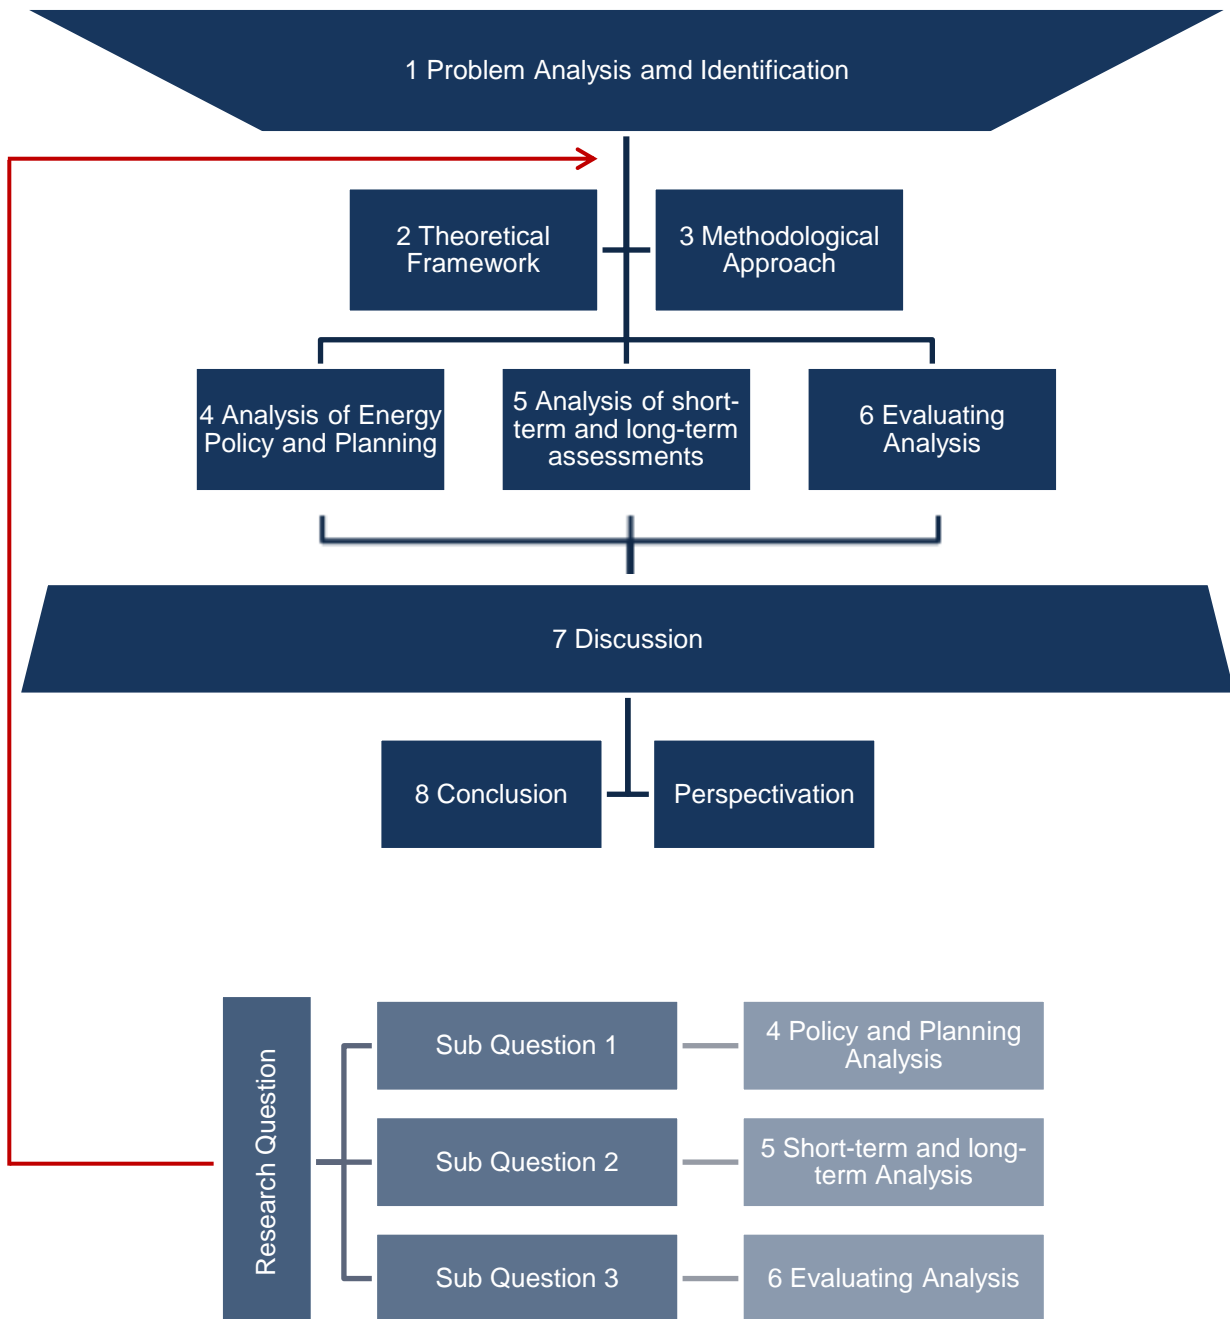 1 Problem Analysis amd Identification
2 Theoretical
Framework
3 Methodological
Approach
4 Analysis of Energy
Policy and Planning
5 Analysis of short-
term and long-term
assessments
6 Evaluating
Analysis
7 Discussion
8 Conclusion
Perspectivation
Research Question
Sub Question 1
4 Policy and Planning
Analysis
Sub Question 2
5 Short-term and long-
term Analysis
Sub Question 3
6 Evaluating Analysis